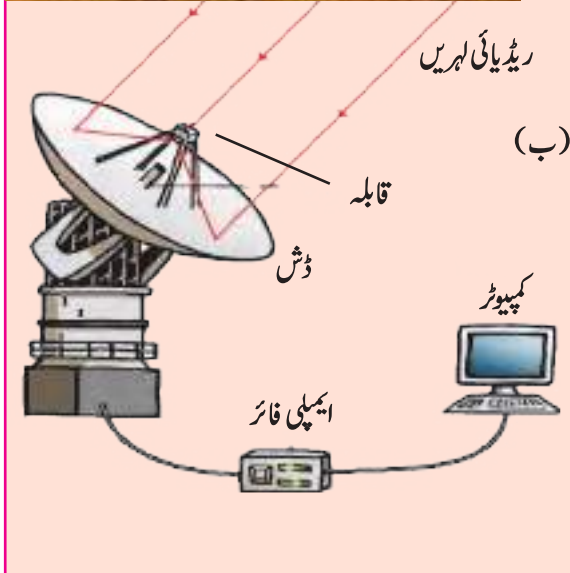 ریڈیائی لہریں
(ب)
قابلہ
ڈش
کمپیوٹر
ایمپلی فائر